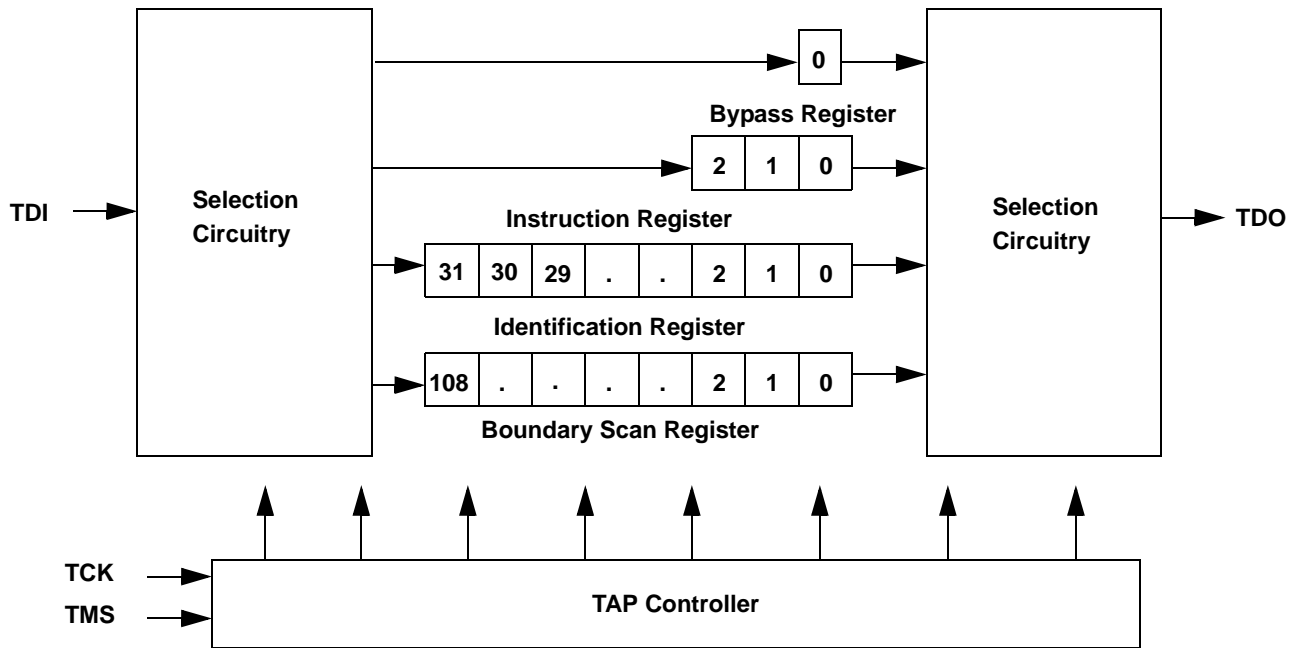 0
Bypass Register
2 1 0
TDI
Selection
Circuitry
Selection
Circuitry
TDO
Instruction Register
31 30 29 . . 2 1 0
Identification Register
108 . . . . 2 1 0
Boundary Scan Register
TCK
TMS
TAP Controller